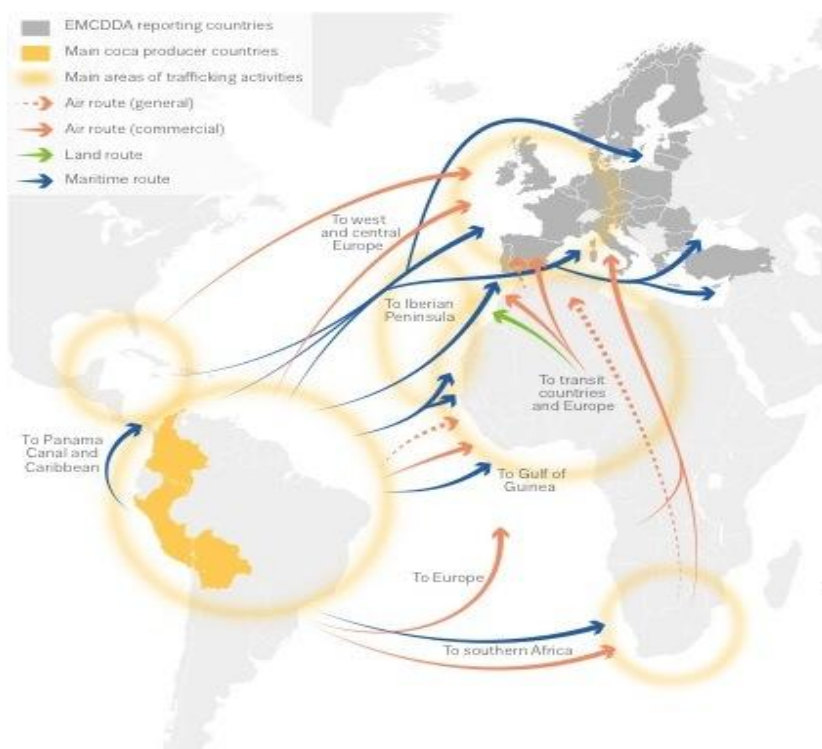 EMCDDA reporting countries
Main coca producer countries
Main areas of trafficking activities
Air route (general)
Air route (commercial)
Land route
Maritime route
To west
and central
Europe
To Iberian
Peninsula
To transit
countries
and Europe
To Panama
Canal and
Caribbean
To Gulf of
Guinea
To Europe
To southern Africa